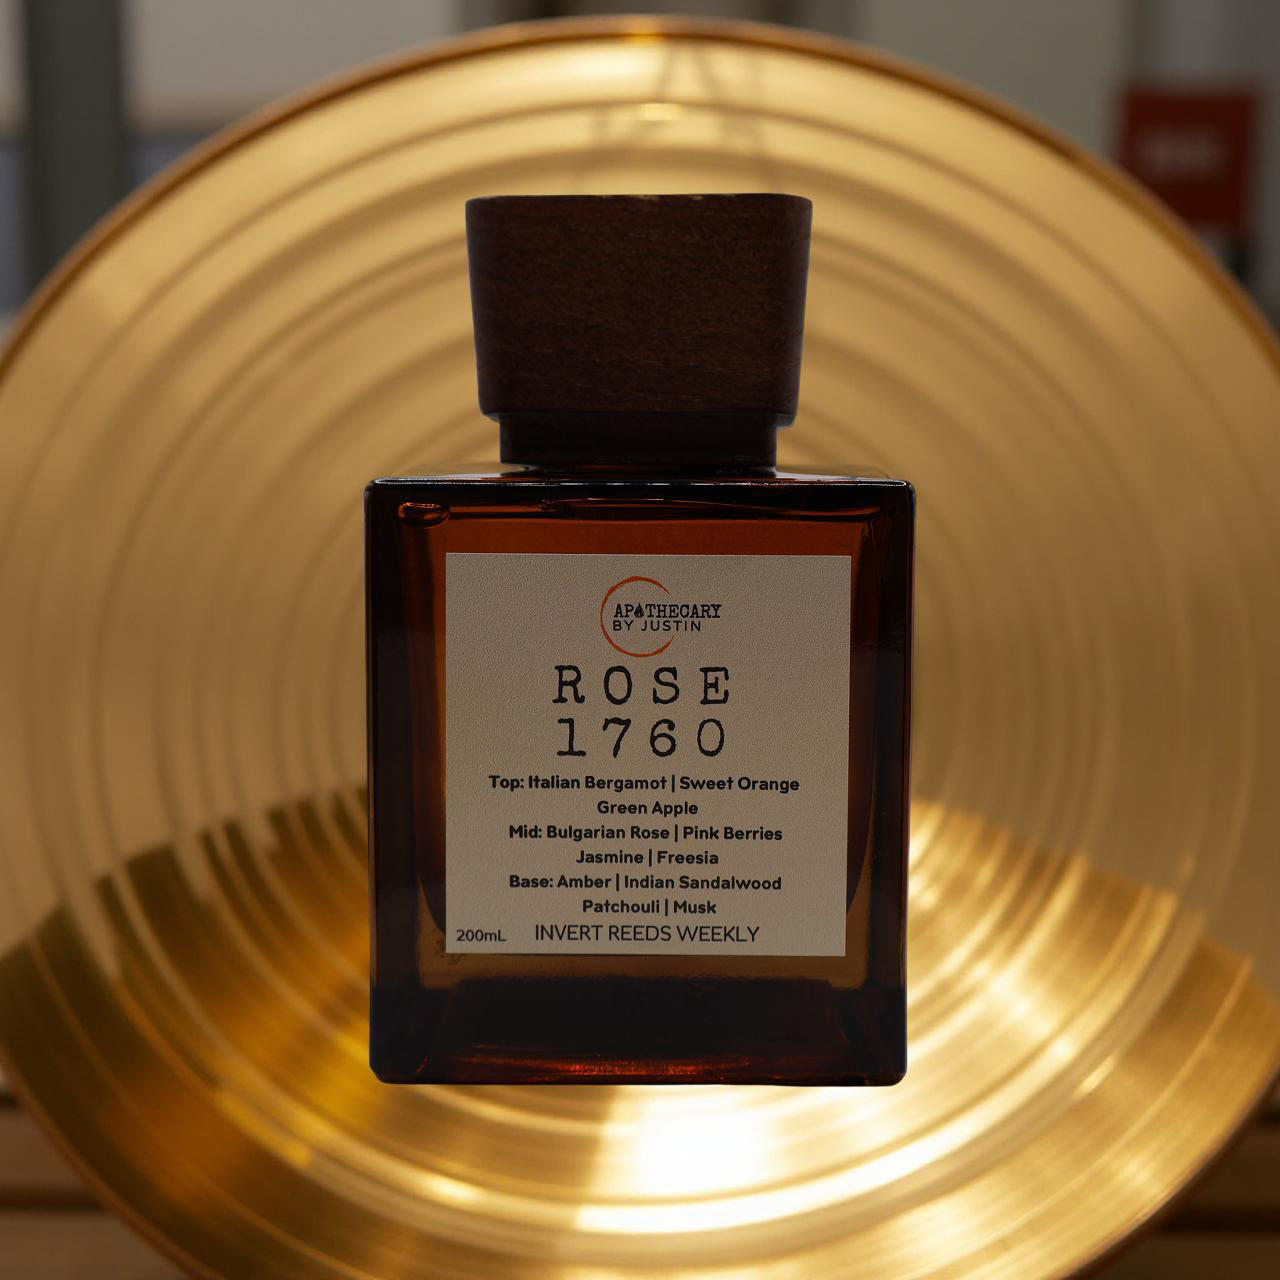 APOTHECARY
BY JUSTIN
ROSE
1760
Top: Italian Bergamot | Sweet Orange
Green Apple
Mid: Bulgarian Rose | Pink Berries
Jasmine | Freesia
Base: Amber | Indian Sandalwood
Patchouli | Musk
200mL INVERT REEDS WEEKLY